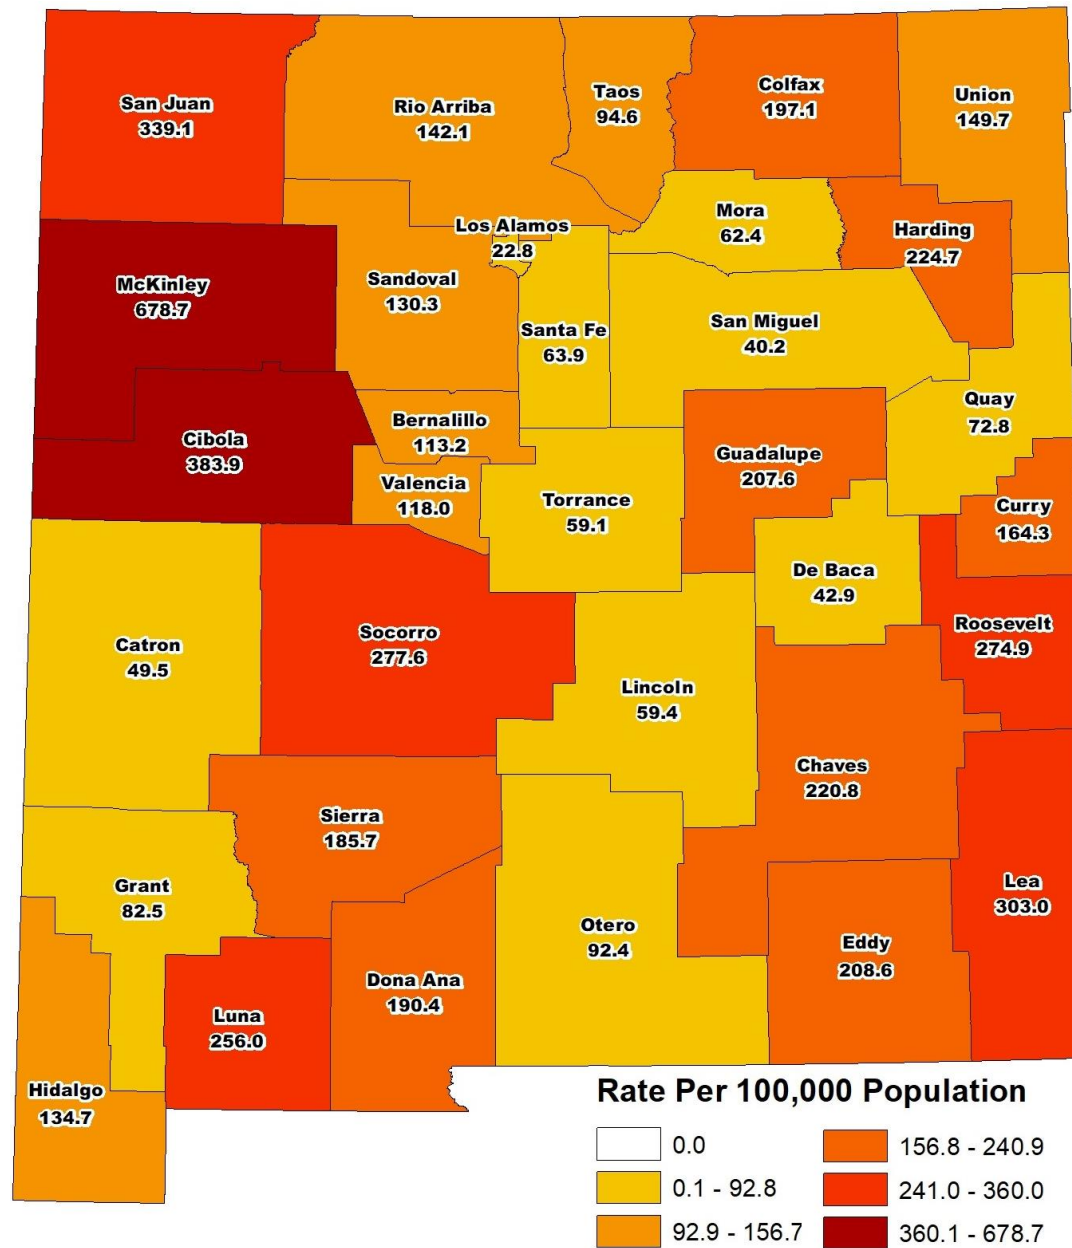 San Juan
339.1
Rio Arriba
142.1
Taos
94.6
Colfax
197.1
Union
149.7
Los Alamos
22.8
Mora
62.4
Harding
224.7
McKinley
678.7
Sandoval
130.3
Santa Fe
63.9
San Miguel
40.2
Quay
72.8
Cibola
383.9
Bernalillo
113.2
Valencia
118.0
Torrance
59.1
Guadalupe
207.6
Curry
164.3
De Baca
42.9
Roosevelt
274.9
Catron
49.5
Socorro
277.6
Lincoln
59.4
Chaves
220.8
Sierra
185.7
Grant
82.5
Otero
92.4
Lea
303.0
Eddy
208.6
Dona Ana
190.4
Luna
256.0
Hidalgo
134.7
Rate Per 100,000 Population
0.0
0.1 - 92.8
92.9 - 156.7
156.8 - 240.9
241.0 - 360.0
360.1 - 678.7